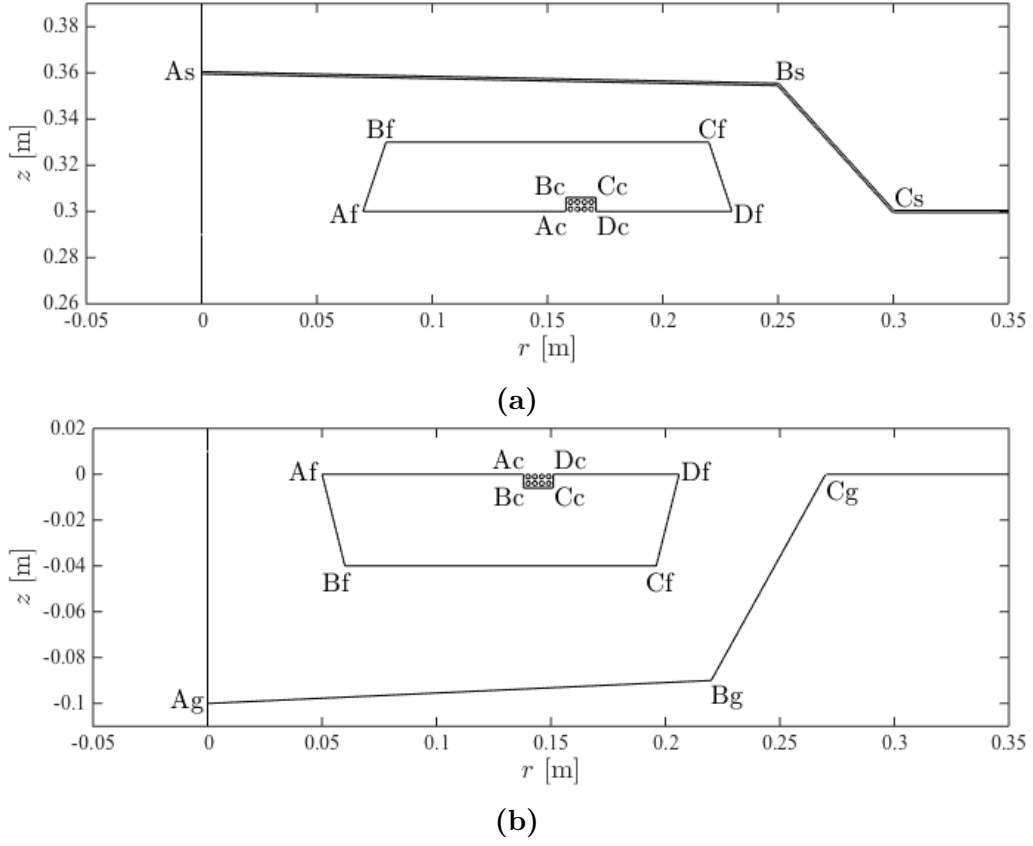 0.38
As
Bs
0.36
Bf
Cf
0.34
z [m]
0.32
Bc
Cc
Cs
Af
Df
0.3
Ac
Dc
0.28
0.26
-0.05
0
0.05
0.1
0.15
0.2
0.25
0.3
0.35
r [m]
(a)
0.02
Af
Ac
Dc
Df
0
Bc
Cc
Cg
-0.02
z [m]
-0.04
Bf
Cf
-0.06
-0.08
Ag
Bg
-0.1
-0.05
0
0.05
0.1
0.15
0.2
0.25
0.3
0.35
r [m]
(b)